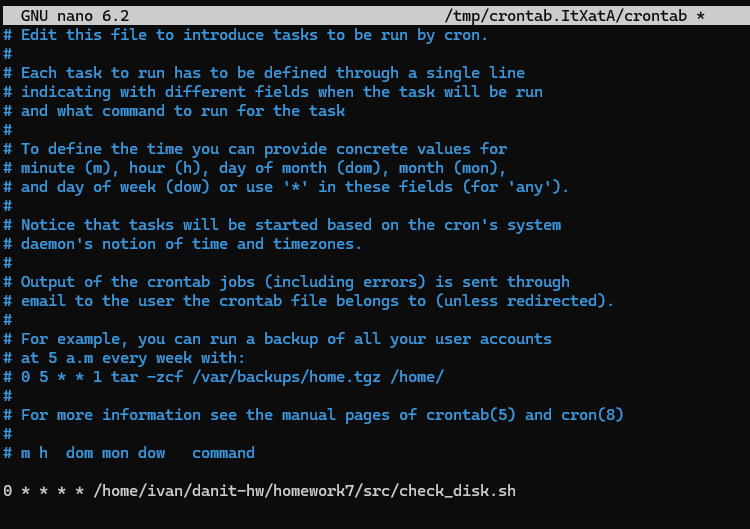 GNU nano 6.2 /tmp/crontab.ItXatA/crontab *
# Edit this file to introduce tasks to be run by cron.
#
# Each task to run has to be defined through a single line
# indicating with different fields when the task will be run
# and what command to run for the task
#
# To define the time you can provide concrete values for
# minute (m), hour (h), day of month (dom), month (mon),
# and day of week (dow) or use '*' in these fields (for 'any').
#
# Notice that tasks will be started based on the cron's system
# daemon's notion of time and timezones.
#
# Output of the crontab jobs (including errors) is sent through
# email to the user the crontab file belongs to (unless redirected).
#
# For example, you can run a backup of all your user accounts
# at 5 a.m every week with:
# 0 5 * * 1 tar -zcf /var/backups/home.tgz /home/
#
# For more information see the manual pages of crontab(5) and cron(8)
#
# m h  dom mon dow   command
0 * * * * /home/ivan/danit-hw/homework7/src/check_disk.sh